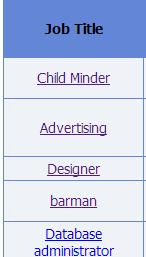 Job Title
Child Minder
Advertising
Designer
barman
Database
administrator